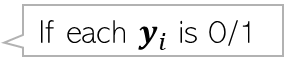 If each 𝒚ᵢ is 0/1